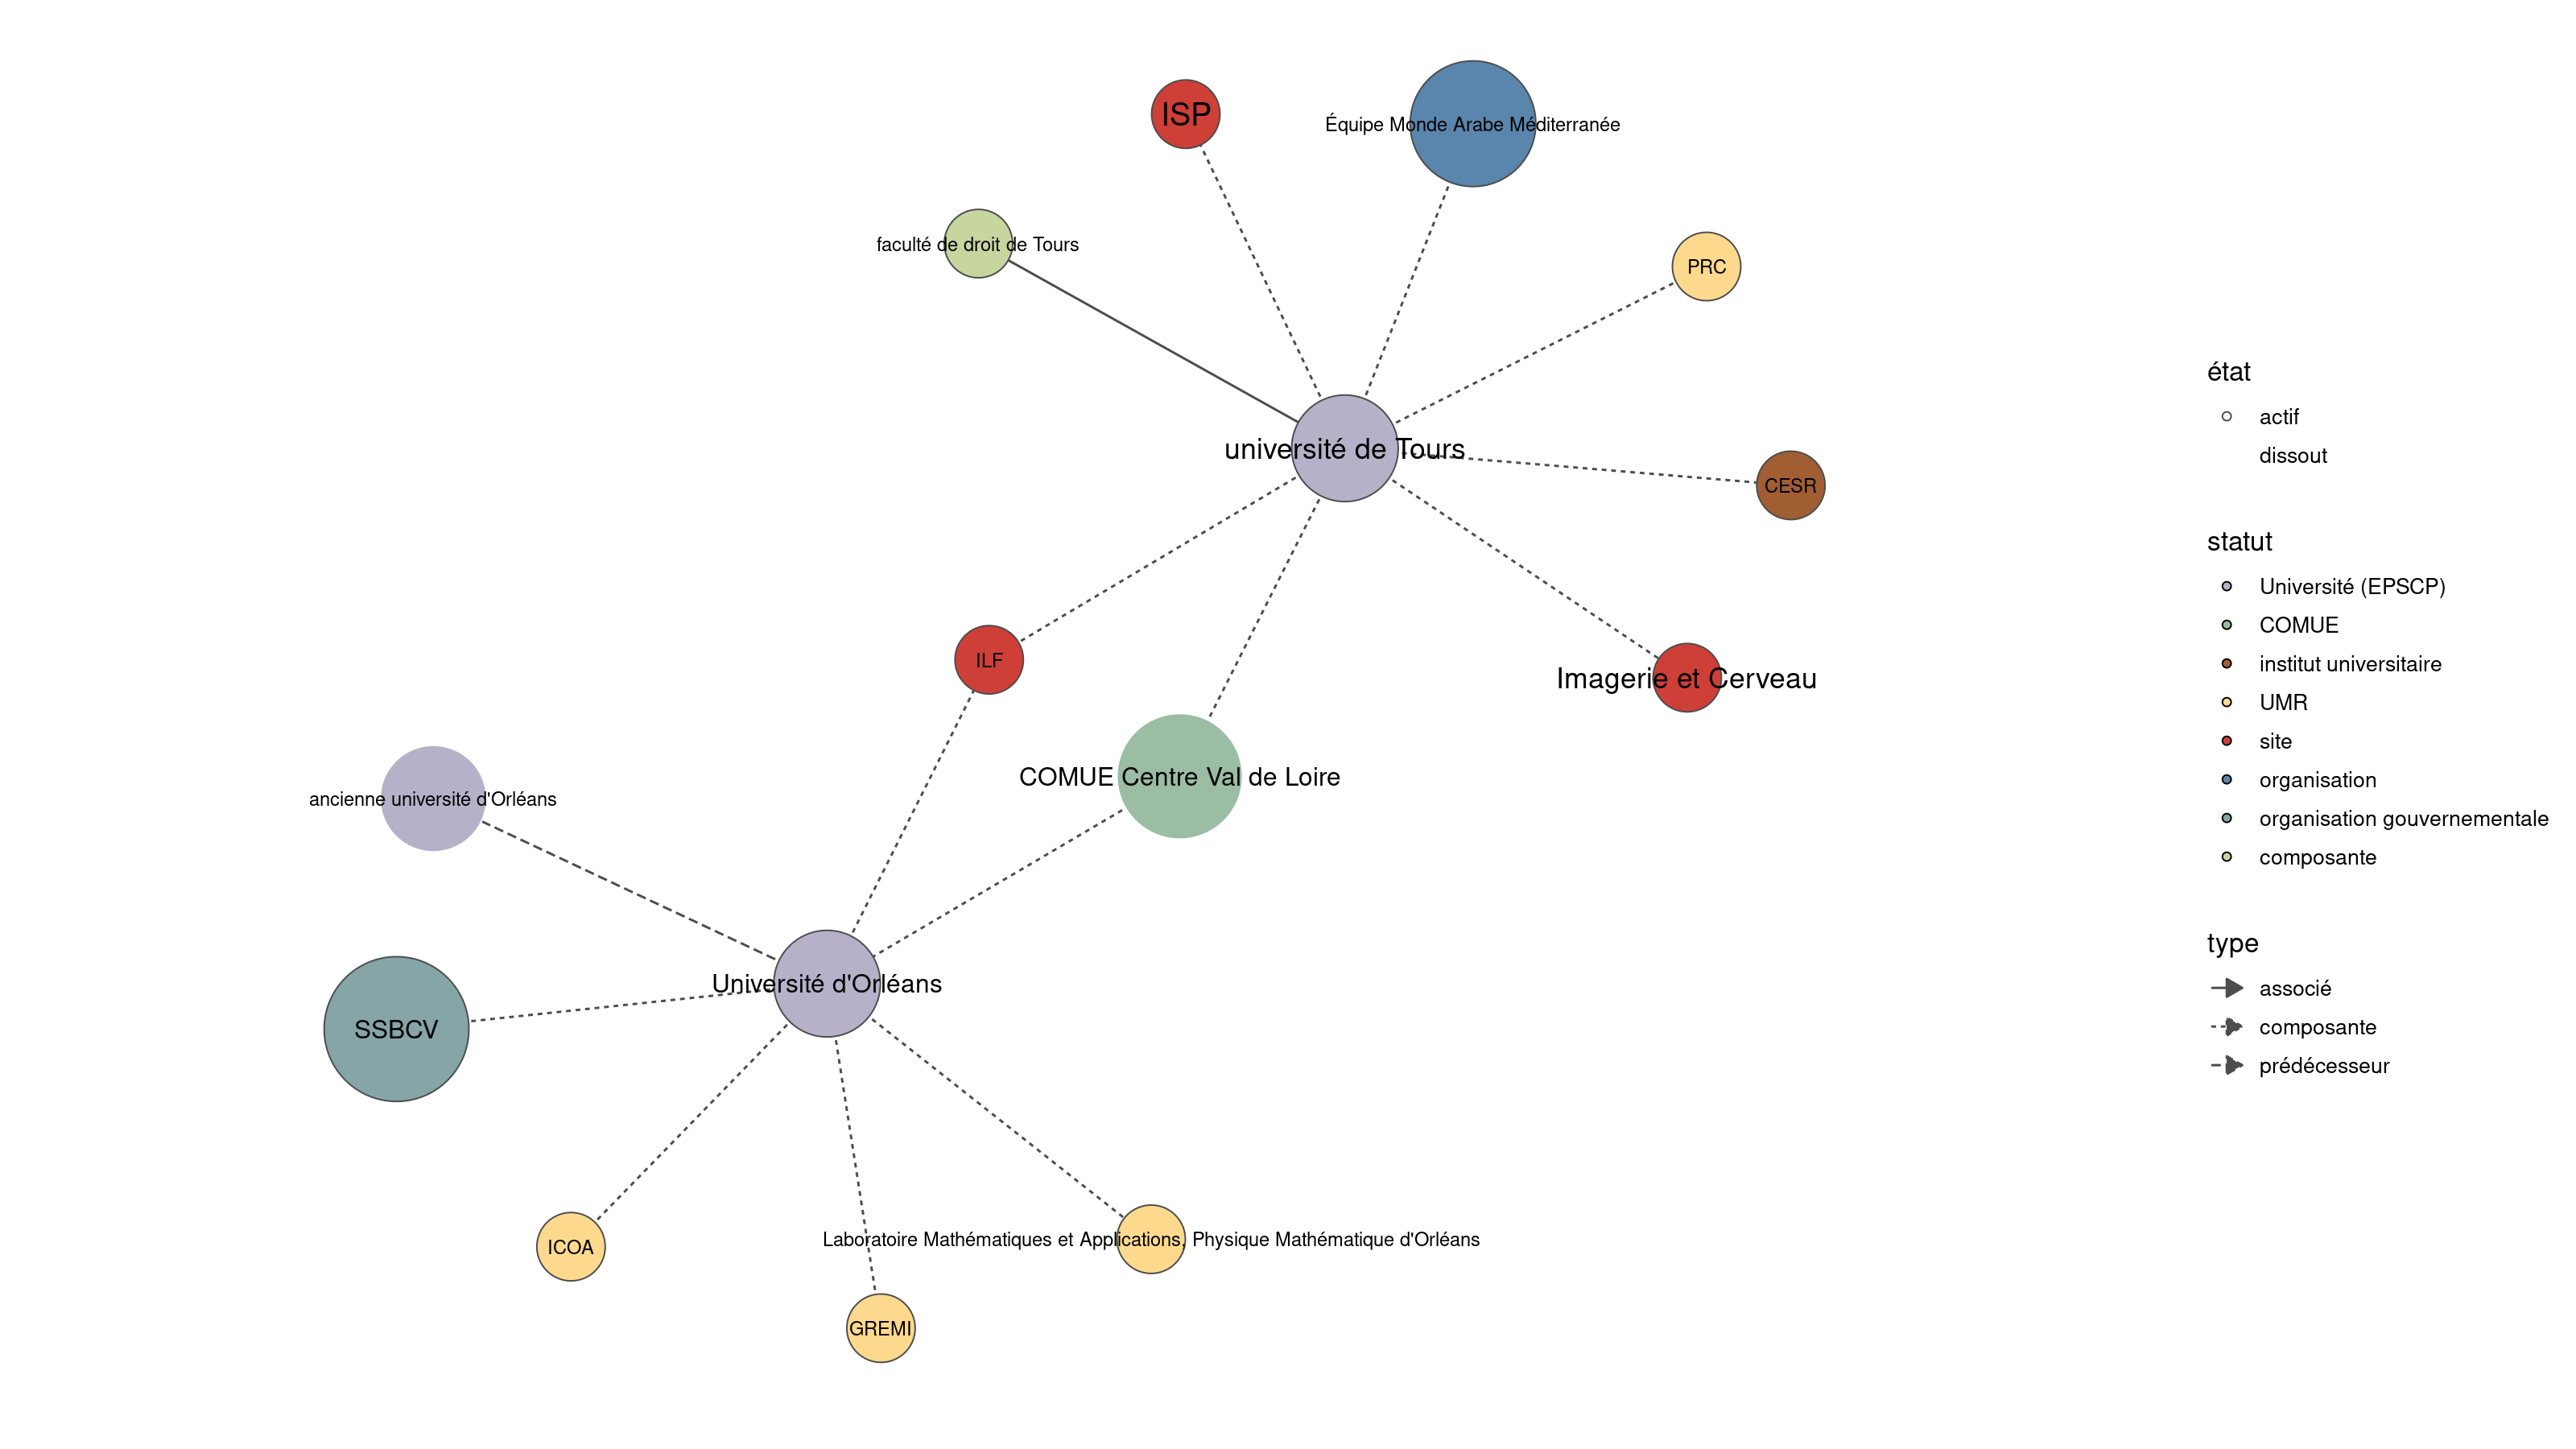 ISP
Équipe Monde Arabe Méditerranée
faculté de droit de Tours
PRC
université de Tours
CESR
ILF
Imagerie et Cerveau
COMUE Centre Val de Loire
ancienne université d'Orléans
Université d'Orléans
SSBCV
Laboratoire Mathématiques et Applications, Physique Mathématique d'Orléans
ICOA
GREMI
état
actif
dissout
statut
Université (EPSCP)
COMUE
institut universitaire
UMR
site
organisation
organisation gouvernementale
composante
type
associé
composante
prédécesseur